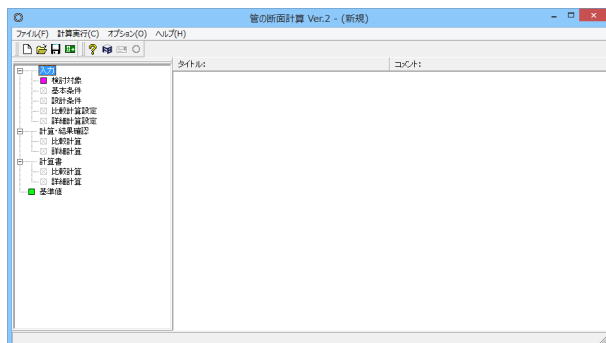 管の断面計算 Ver.2 - (新規)
ファイル(F) 計算実行(C) オプション(O) ヘルプ(H)
タイトル: コメント:
入力
検討対象
基本条件
設計条件
比較計算設定
詳細計算設定
計算・結果確認
比較計算
詳細計算
計算書
比較計算
詳細計算
基準値